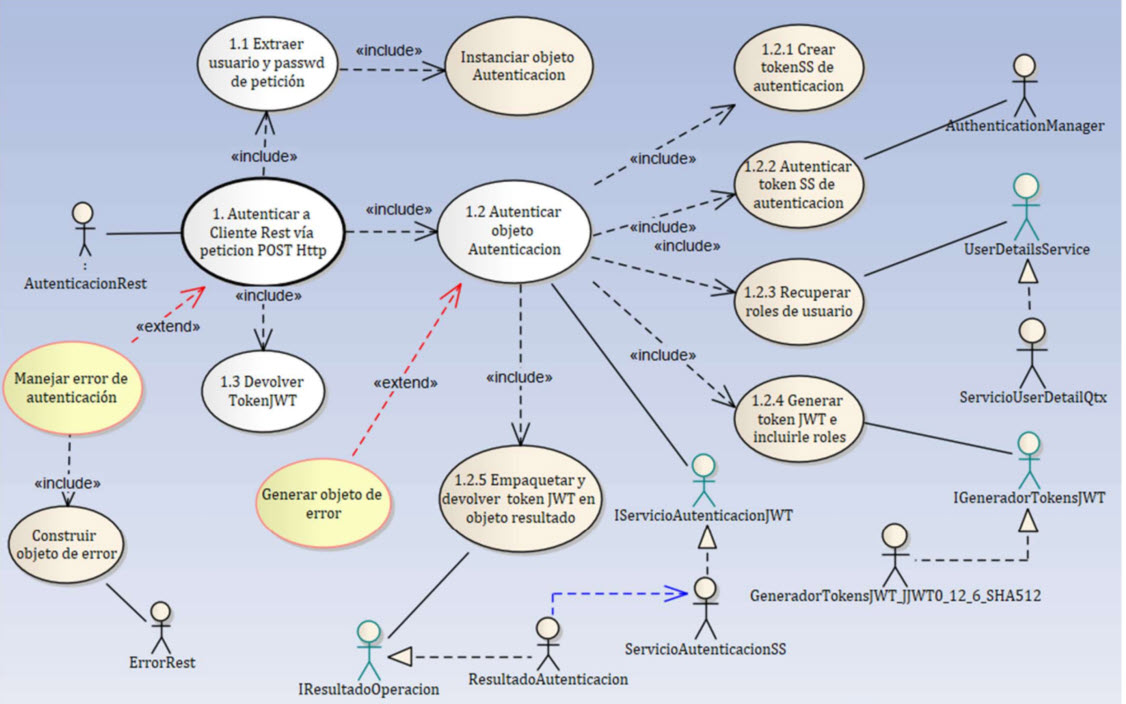 1.1 Extraer
usuario y passwd
de petición
«include»
Instanciar objeto
Autenticacion
1.2.1 Crear
tokenSS de
autenticacion
AuthenticationManager
«include»
«include»
1.2.2 Autenticar
token SS de
autenticacion
1. Autenticar a
Cliente Rest vía
peticion POST Http
«include»
1.2 Autenticar
objeto
Autenticacion
«include»
«include»
UserDetailsService
:
AutenticacionRest
«include»
1.2.3 Recuperar
roles de usuario
«extend»
Manejar error de
autenticación
1.3 Devolver
TokenJWT
«extend»
«include»
«include»
1.2.4 Generar
token JWT e
incluirle roles
ServicioUserDetailQtx
«include»
Generar objeto de
error
1.2.5 Empaquetar y
devolver token JWT en
objeto resultado
IServicioAutenticacionJWT
IGeneradorTokensJWT
Construir
objeto de error
GeneradorTokensJWT_JJWT0_12_6_SHA512
ErrorRest
IResultadoOperacion
ResultadoAutenticacion
ServicioAutenticacionSS